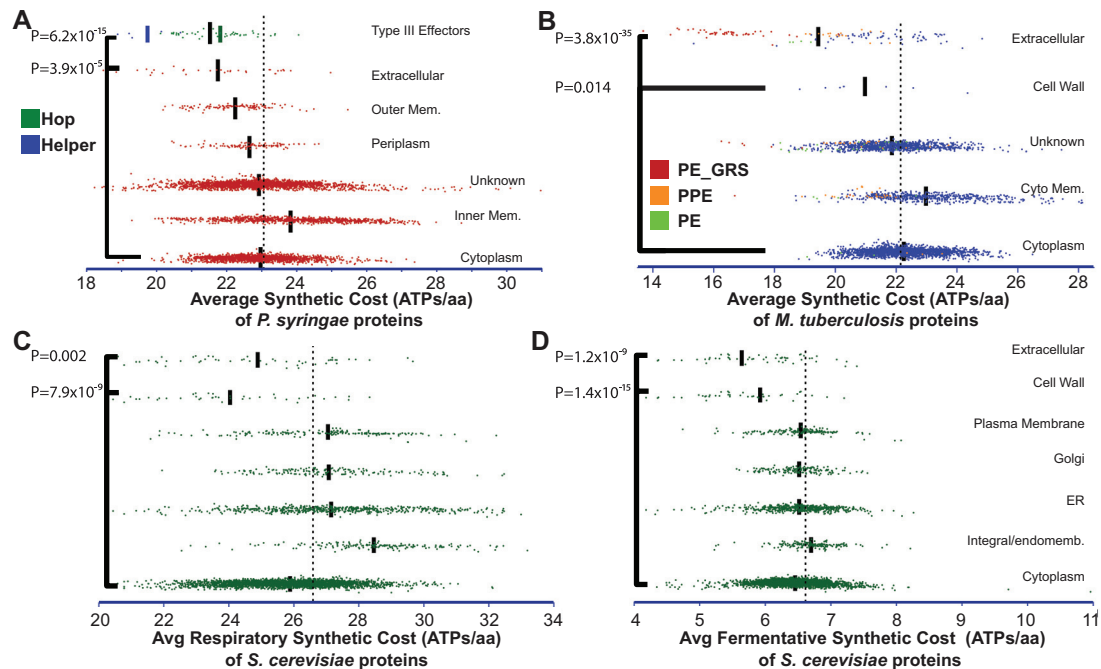 A
P=6.2x10-15
Type III Effectors
P=3.9x10-5
Extracellular
Outer Mem.
Hop
Helper
Periplasm
Unknown
Inner Mem.
Cytoplasm
18 20 22 24 26 28 30
Average Synthetic Cost (ATPs/aa)
of P. syringae proteins
B
P=3.8x10-35
Extracellular
P=0.014
Cell Wall
Unknown
PE_GRS
PPE
PE
Cyto Mem.
Cytoplasm
14 16 18 20 22 24 26 28
Average Synthetic Cost (ATPs/aa)
of M. tuberculosis proteins
C
P=0.002
P=7.9x10-9
20 22 24 26 28 30 32 34
Avg Respiratory Synthetic Cost (ATPs/aa)
of S. cerevisiae proteins
D
P=1.2x10-9
Extracellular
P=1.4x10-15
Cell Wall
Plasma Membrane
Golgi
ER
Integral/endomemb.
Cytoplasm
4 5 6 7 8 9 10 11
Avg Fermentative Synthetic Cost (ATPs/aa)
of S. cerevisiae proteins